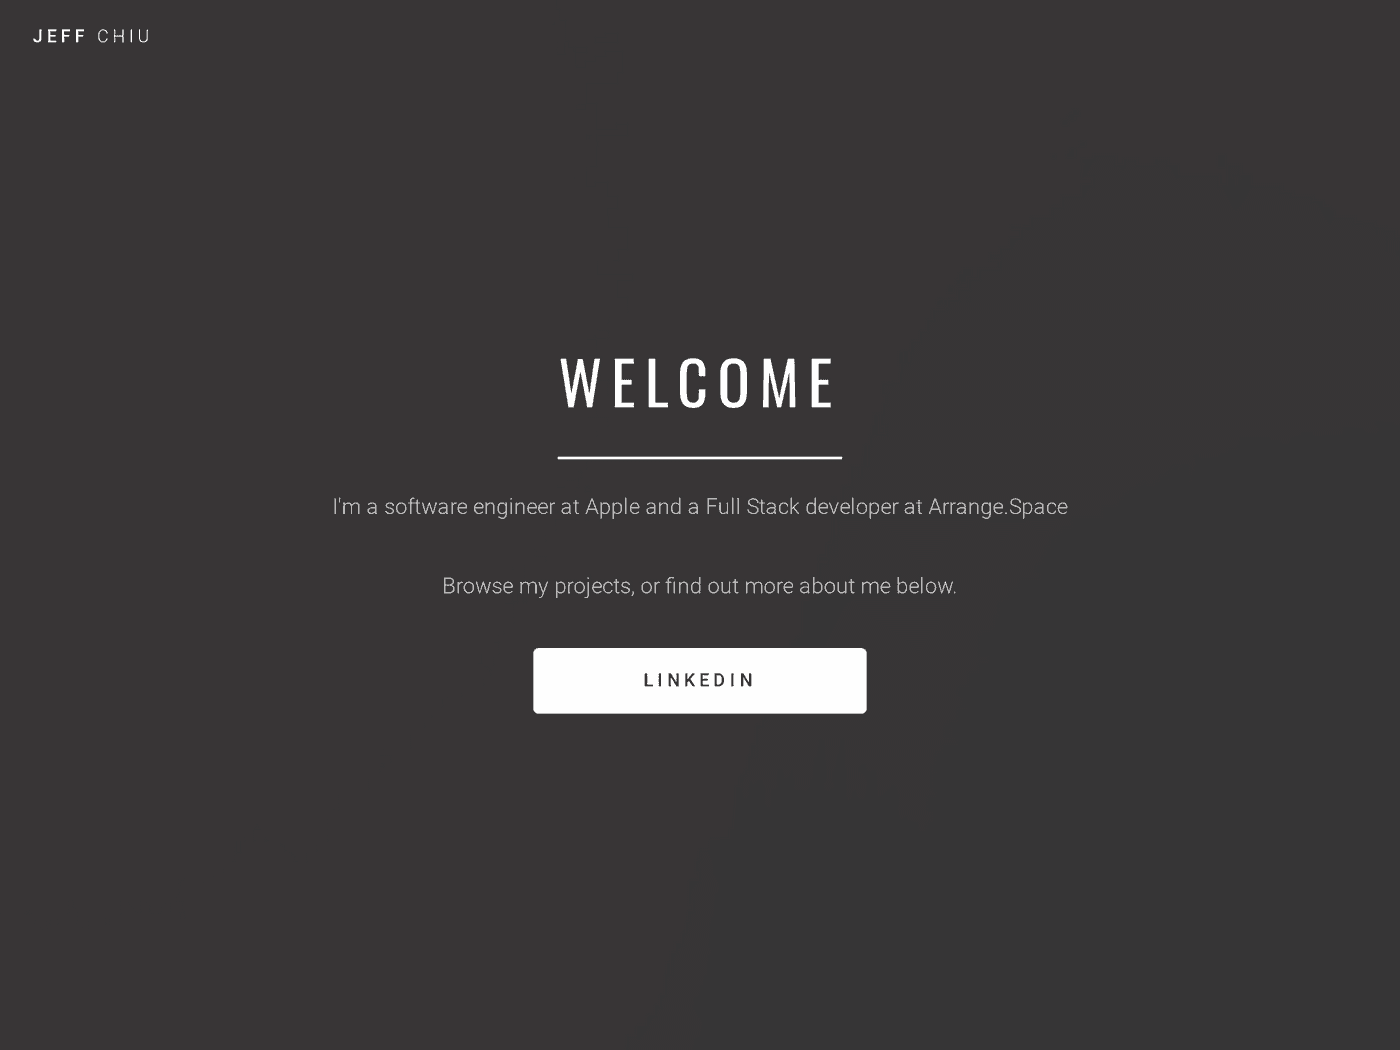 JEFF CHIU
WELCOME
I'm a software engineer at Apple and a Full Stack developer at Arrange.Space
Browse my projects, or find out more about me below.
LINKEDIN